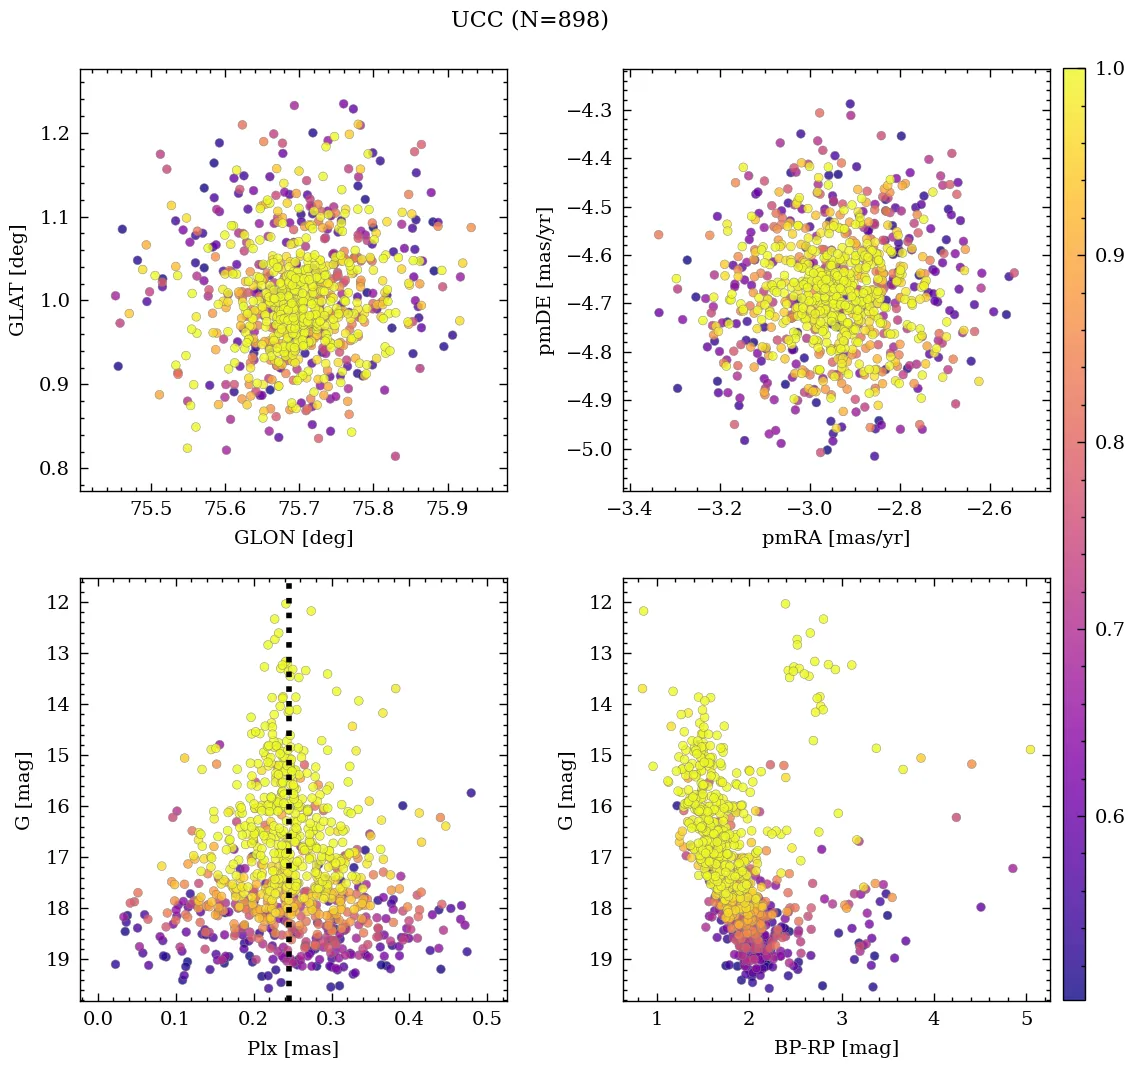 UCC (N=898)
1.2
1.1
1.0
0.9
0.8
GLAT [deg]
75.5 75.6 75.7 75.8 75.9
GLON [deg]
−4.3
−4.4
−4.5
−4.6
−4.7
−4.8
−4.9
−5.0
pmDE [mas/yr]
−3.4 −3.2 −3.0 −2.8 −2.6
pmRA [mas/yr]
12
13
14
15
16
17
18
19
G [mag]
0.0 0.1 0.2 0.3 0.4 0.5
Plx [mas]
12
13
14
15
16
17
18
19
G [mag]
1 2 3 4 5
BP-RP [mag]
1.0
0.9
0.8
0.7
0.6